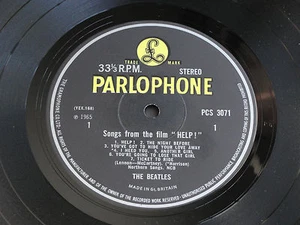 TRADE MARK
33⅓ R.P.M.
STEREO
PARLOPHONE
(YEX.168)
PCS 3071
℗ 1965
1
1
Songs from the film "HELP!"
1. HELP! 2. THE NIGHT BEFORE
3. YOU'VE GOT TO HIDE YOUR LOVE AWAY
4. I NEED YOU. 5. ANOTHER GIRL
6. YOU'RE GOING TO LOSE THAT GIRL
7. TICKET TO RIDE
(Lennon—McCartney), (*Harrison)
Northern Songs, NCB
THE BEATLES
MADE IN GT. BRITAIN